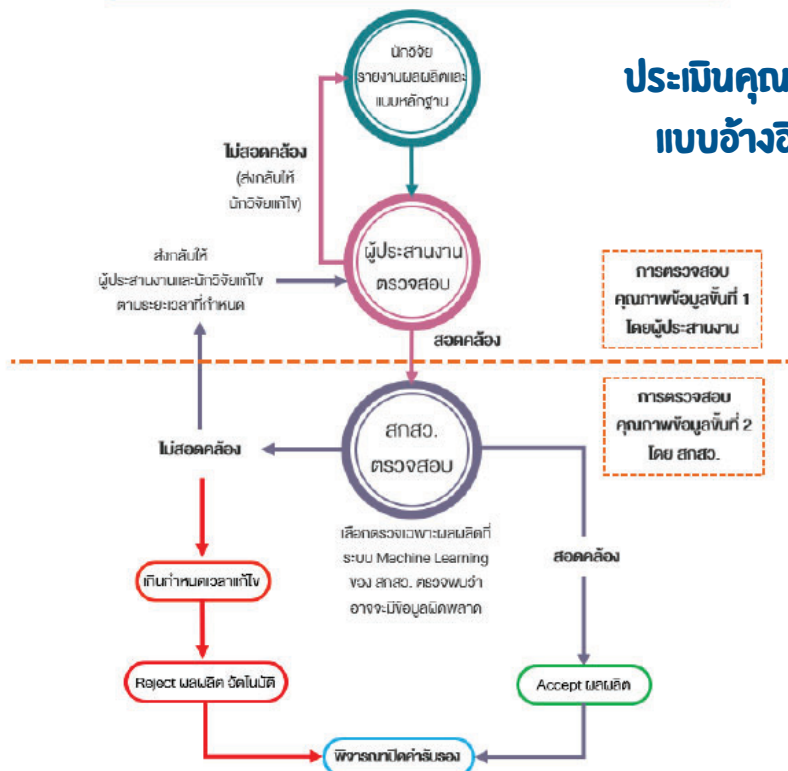 นักวิจัย
รายงานผลผลิตและ
แนบหลักฐาน
ประเมินคุณ
แบบอ้างอิ
ไม่สอดคล้อง
(ส่งกลับให้
นักวิจัยแก้ไข)
ผู้ประสานงาน
ตรวจสอบ
ส่งกลับให้
ผู้ประสานงานและนักวิจัยแก้ไข
ตามระยะเวลาที่กำหนด
การตรวจสอบ
คุณภาพข้อมูลขั้นที่ 1
โดยผู้ประสานงาน
สอดคล้อง
การตรวจสอบ
คุณภาพข้อมูลขั้นที่ 2
โดย สกสว.
สกสว.
ตรวจสอบ
ไม่สอดคล้อง
เลือกตรวจเฉพาะผลผลิตที่
ระบบ Machine Learning
ของ สกสว. ตรวจพบว่า
อาจจะมีข้อมูลผิดพลาด
สอดคล้อง
เกินกำหนดเวลาแก้ไข
Reject ผลผลิต อัตโนมัติ
Accept ผลผลิต
พิจารณาปิดคำรับรอง